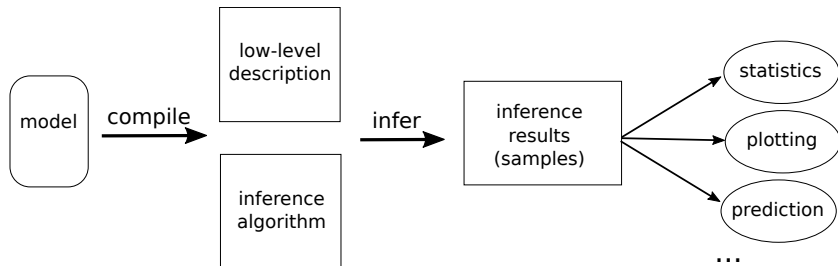 model
compile
low-level
description
inference
algorithm
infer
inference
results
(samples)
statistics
plotting
prediction
...